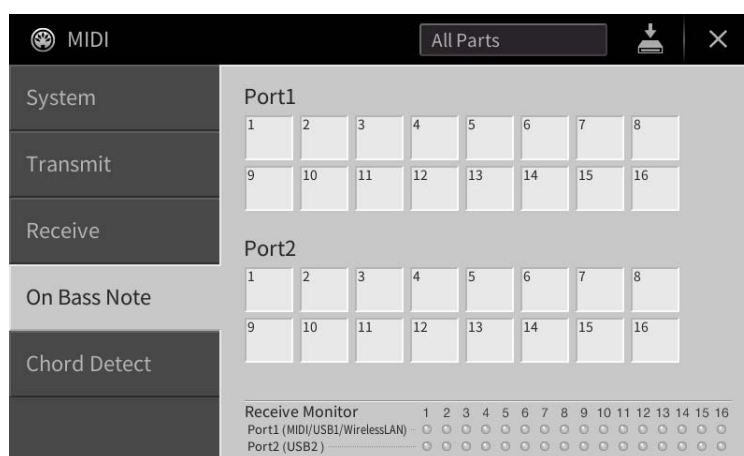 MIDI All Parts
System
Transmit
Receive
On Bass Note
Chord Detect
Port1
1 2 3 4 5 6 7 8
9 10 11 12 13 14 15 16
Port2
1 2 3 4 5 6 7 8
9 10 11 12 13 14 15 16
Receive Monitor 1 2 3 4 5 6 7 8 9 10 11 12 13 14 15 16
Port1 (MIDI/USB1/WirelessLAN)
Port2 (USB2)